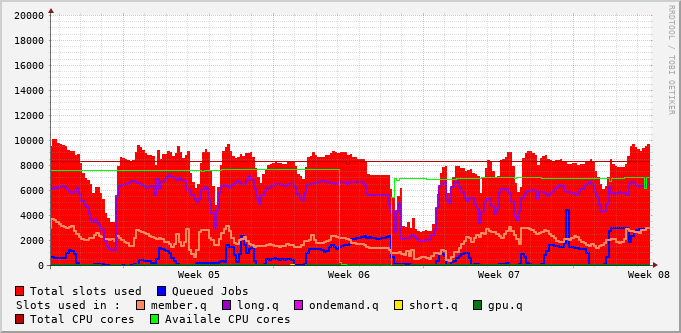 20000
18000
16000
14000
12000
10000
8000
6000
4000
2000
0
RRDTOOL / TOBI OETIKER
Week 05 Week 06 Week 07 Week 08
Total slots used Queued Jobs
Slots used in : member.q long.q ondemand.q short.q gpu.q
Total CPU cores Availale CPU cores